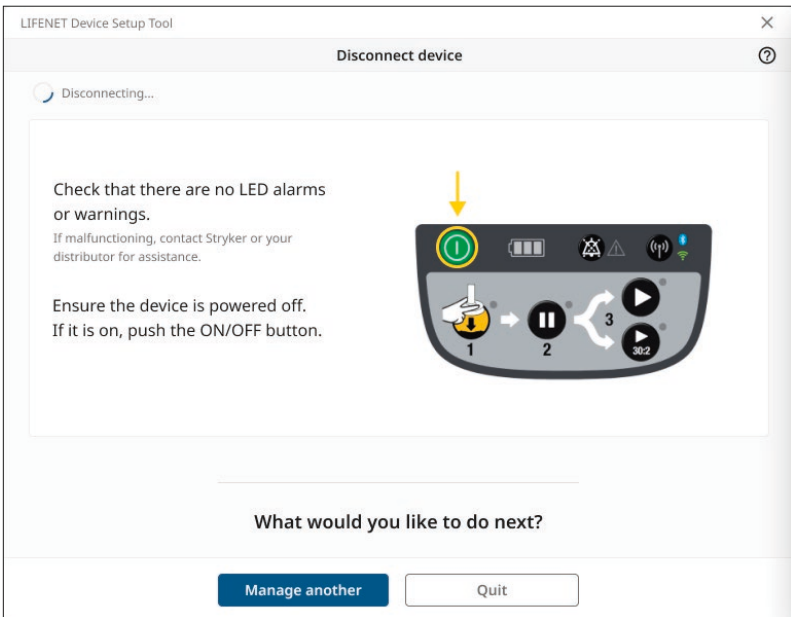 LIFENET Device Setup Tool
Disconnect device
Disconnecting...
Check that there are no LED alarms
or warnings.
If malfunctioning, contact Stryker or your
distributor for assistance.
Ensure the device is powered off.
If it is on, push the ON/OFF button.
3
1
2
30:2
What would you like to do next?
Manage another
Quit